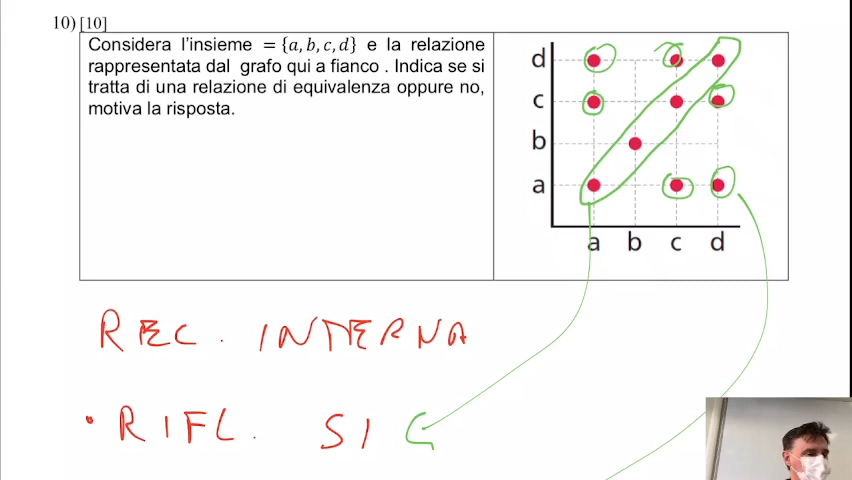 10) [10]
Considera l'insieme = {a, b, c, d} e la relazione
rappresentata dal grafo qui a fianco . Indica se si
tratta di una relazione di equivalenza oppure no,
motiva la risposta.
d
c
b
a
a b c d
REC. INTERNA
• RIFL. SI